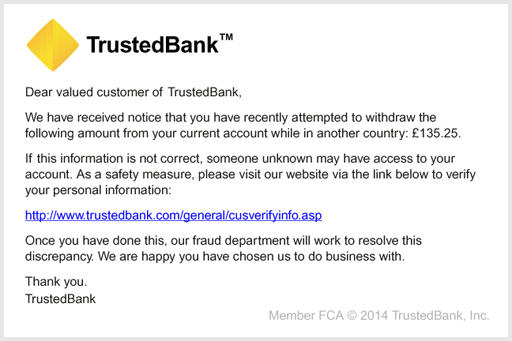 TrustedBank™
Dear valued customer of TrustedBank,
We have received notice that you have recently attempted to withdraw the
following amount from your current account while in another country: £135.25.
If this information is not correct, someone unknown may have access to your
account. As a safety measure, please visit our website via the link below to verify
your personal information:
http://www.trustedbank.com/general/cusverifyinfo.asp
Once you have done this, our fraud department will work to resolve this
discrepancy. We are happy you have chosen us to do business with.
Thank you.
TrustedBank
Member FCA © 2014 TrustedBank, Inc.